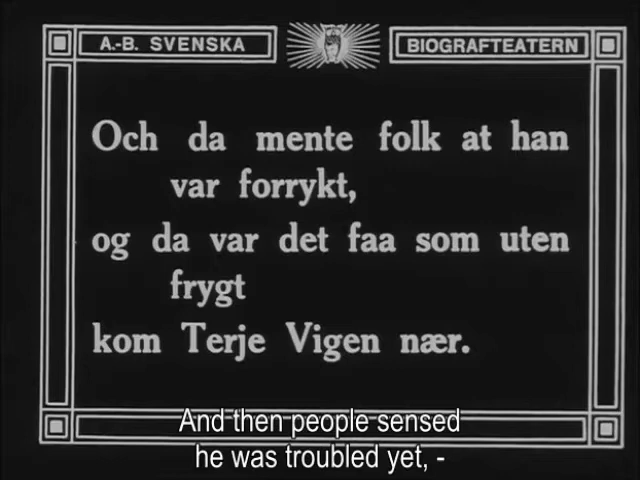 A.-B. SVENSKA
BIOGRAFTEATERN
Och da mente folk at han
var forrykt,
og da var det faa som uten
frygt
kom Terje Vigen nær.
And then people sensed
he was troubled yet, -